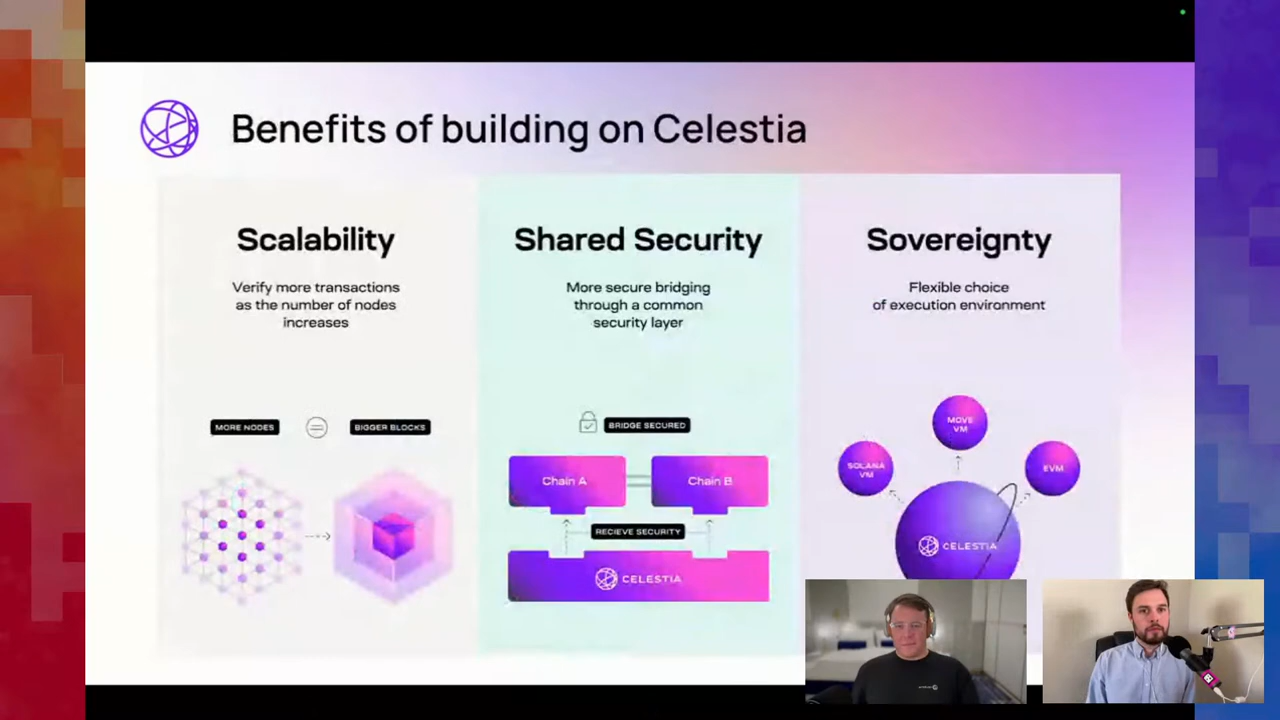 Benefits of building on Celestia
Scalability
Verify more transactions
as the number of nodes
increases
MORE NODES
BIGGER BLOCKS
Shared Security
More secure bridging
through a common
security layer
BRIDGE SECURED
Chain A
Chain B
RECIEVE SECURITY
CELESTIA
Sovereignty
Flexible choice
of execution environment
MOVE
VM
SOLANA
VM
EVM
CELESTIA